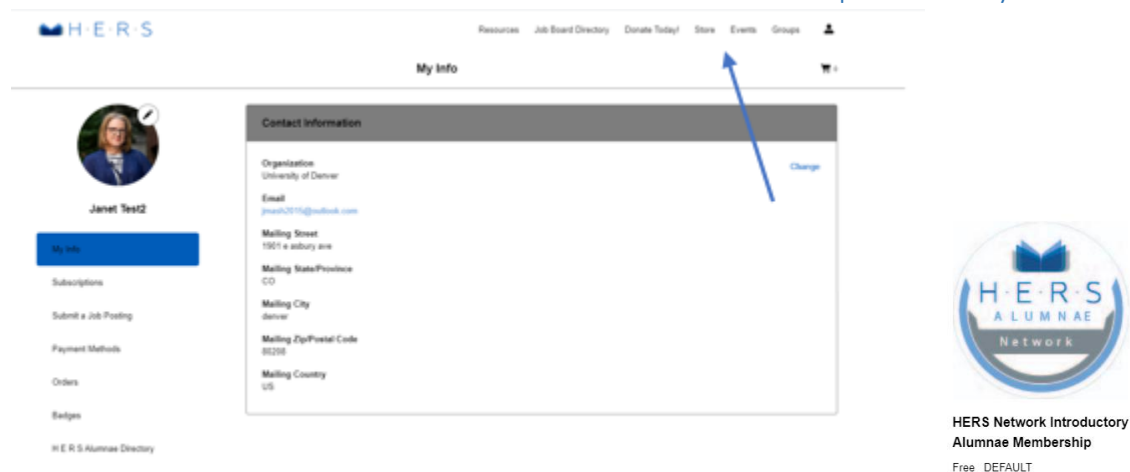 H·E·R·S
Resources Job Board Directory Donate Today! Store Events Groups
My Info
Contact Information
Organization
University of Denver
Change
Email
Mailing Street
1901 e asbury ave
Mailing State/Province
CO
Mailing City
denver
Mailing Zip/Postal Code
80208
Mailing Country
US
Janet Test2
My Info
Subscriptions
Submit a Job Posting
Payment Methods
Orders
Badges
H E R S Alumnae Directory
H·E·R·S
ALUMNAE
Network
HERS Network Introductory
Alumnae Membership
Free DEFAULT